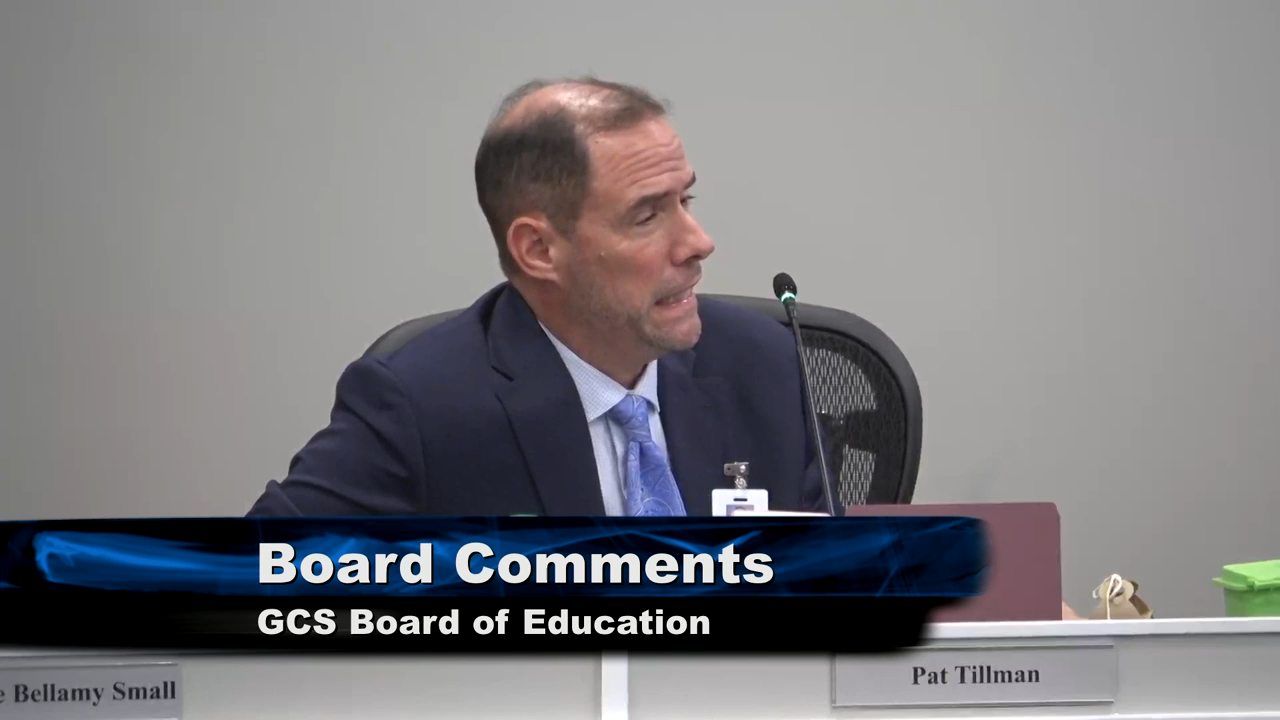 Board Comments
GCS Board of Education
e Bellamy Small
Pat Tillman